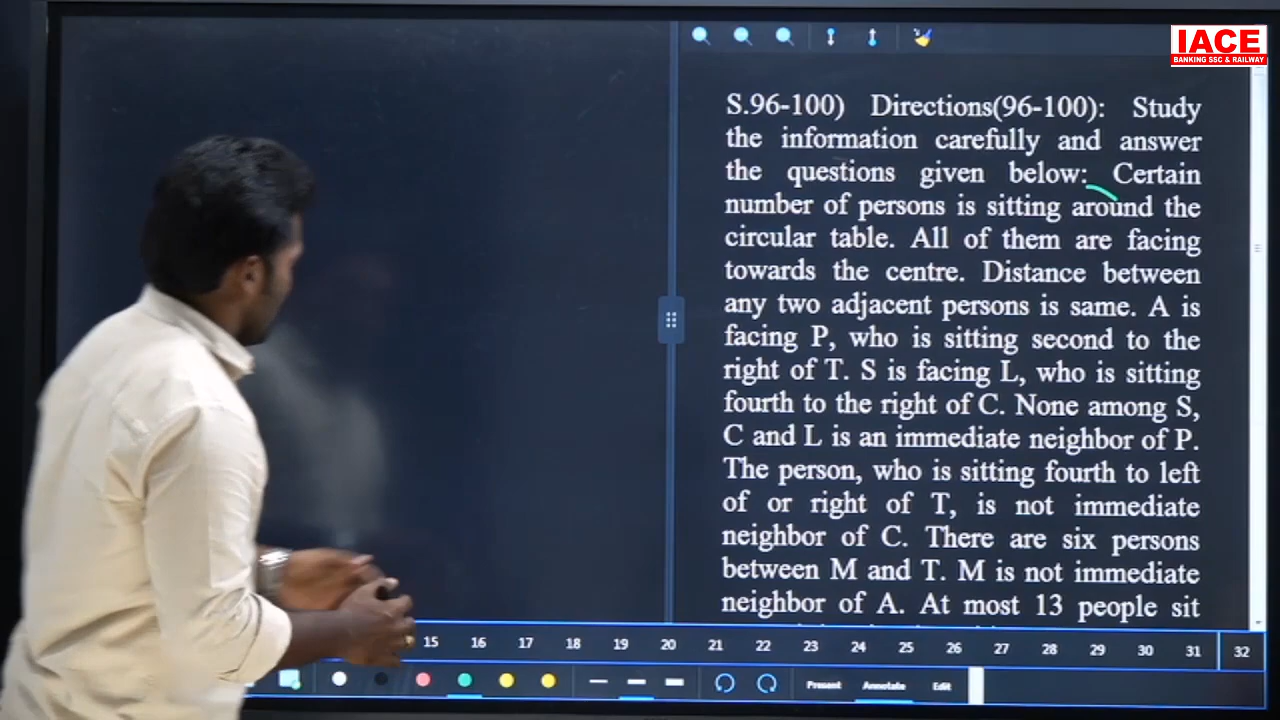 IACE
BANKING SSC & RAILWAY
S.96-100) Directions(96-100): Study
the information carefully and answer
the questions given below: Certain
number of persons is sitting around the
circular table. All of them are facing
towards the centre. Distance between
any two adjacent persons is same. A is
facing P, who is sitting second to the
right of T. S is facing L, who is sitting
fourth to the right of C. None among S,
C and L is an immediate neighbor of P.
The person, who is sitting fourth to left
of or right of T, is not immediate
neighbor of C. There are six persons
between M and T. M is not immediate
neighbor of A. At most 13 people sit
15 16 17 18 19 20 21 22 23 24 25 26 27 28 29 30 31 32
Present Annotate Edit